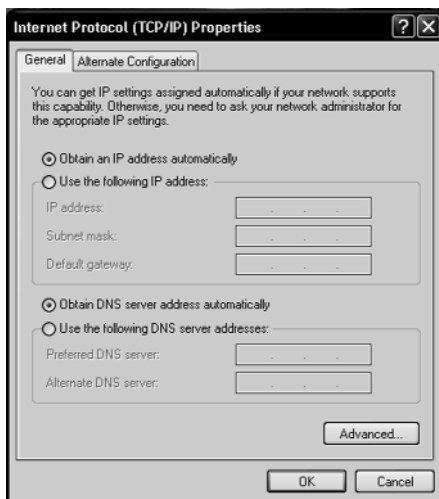 Internet Protocol (TCP/IP) Properties
General
Alternate Configuration
You can get IP settings assigned automatically if your network supports
this capability. Otherwise, you need to ask your network administrator for
the appropriate IP settings.
Obtain an IP address automatically
Use the following IP address:
IP address:
Subnet mask:
Default gateway:
Obtain DNS server address automatically
Use the following DNS server addresses:
Preferred DNS server:
Alternate DNS server:
Advanced...
OK
Cancel